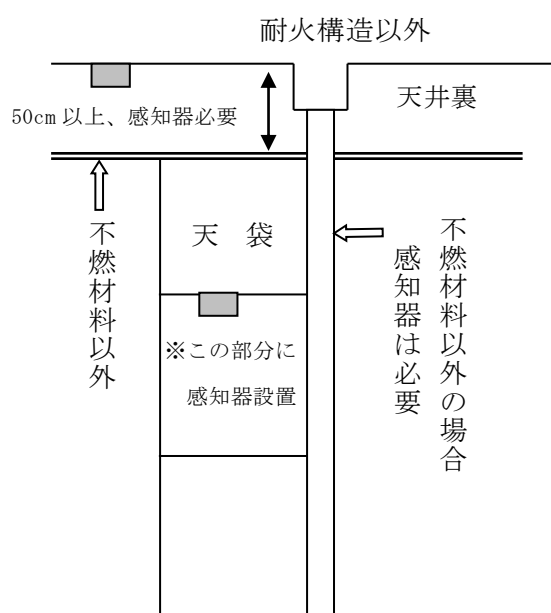 耐火構造以外
天井裏
50cm 以上、感知器必要
天　袋
※この部分に
感知器設置
不燃材料以外
不燃材料以外の場合
感知器は必要